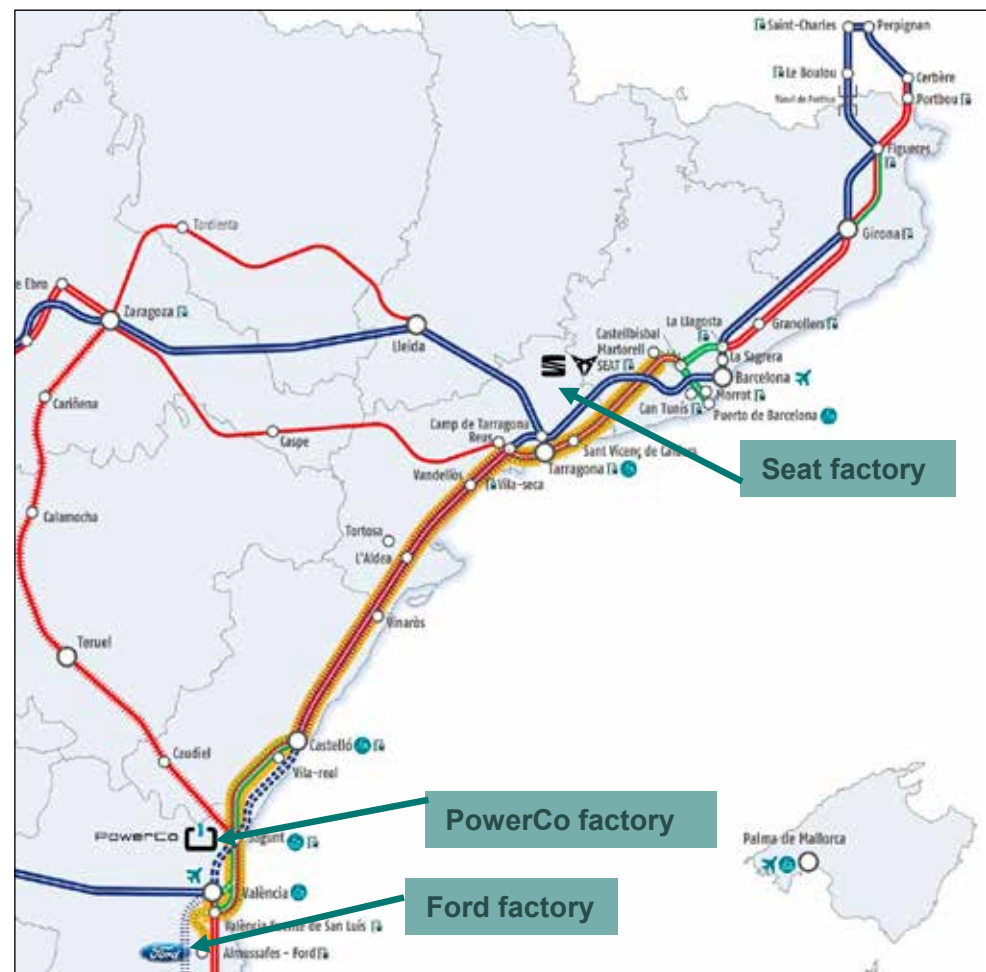 Saint-Charles
Perpignan
Le Boulou
Cerbère
Portbou
Figueres
Girona
Tardienta
e Ebro
Zaragoza
Lleida
La Llagosta
Granollers
Castellbisbal
Martorell
SEAT
La Sagrera
Barcelona
Morrot
Can Tunis
Puerto de Barcelona
Cariñena
Caspe
Camp de Tarragona
Reus
Sant Vicenç de Calders
Tarragona
Seat factory
Vandellòs
Vila-seca
Calamocha
Tortosa
L'Aldea
Vinaròs
Teruel
Castelló
Caudiel
Vila-real
PowerCo factory
PowerCo
Sagunt
Palma de Mallorca
València
Ford factory
València Fuente de San Luis
Ford
Almussafes - Ford